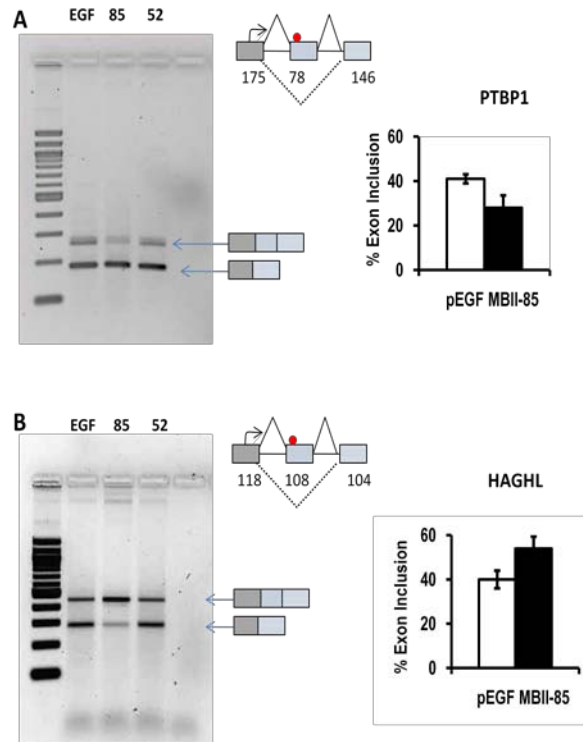 A
EGF 85 52
175 78 146
PTBP1
% Exon Inclusion
60
40
20
0
pEGF MBII-85
B
EGF 85 52
118 108 104
HAGHL
% Exon Inclusion
60
40
20
0
pEGF MBII-85